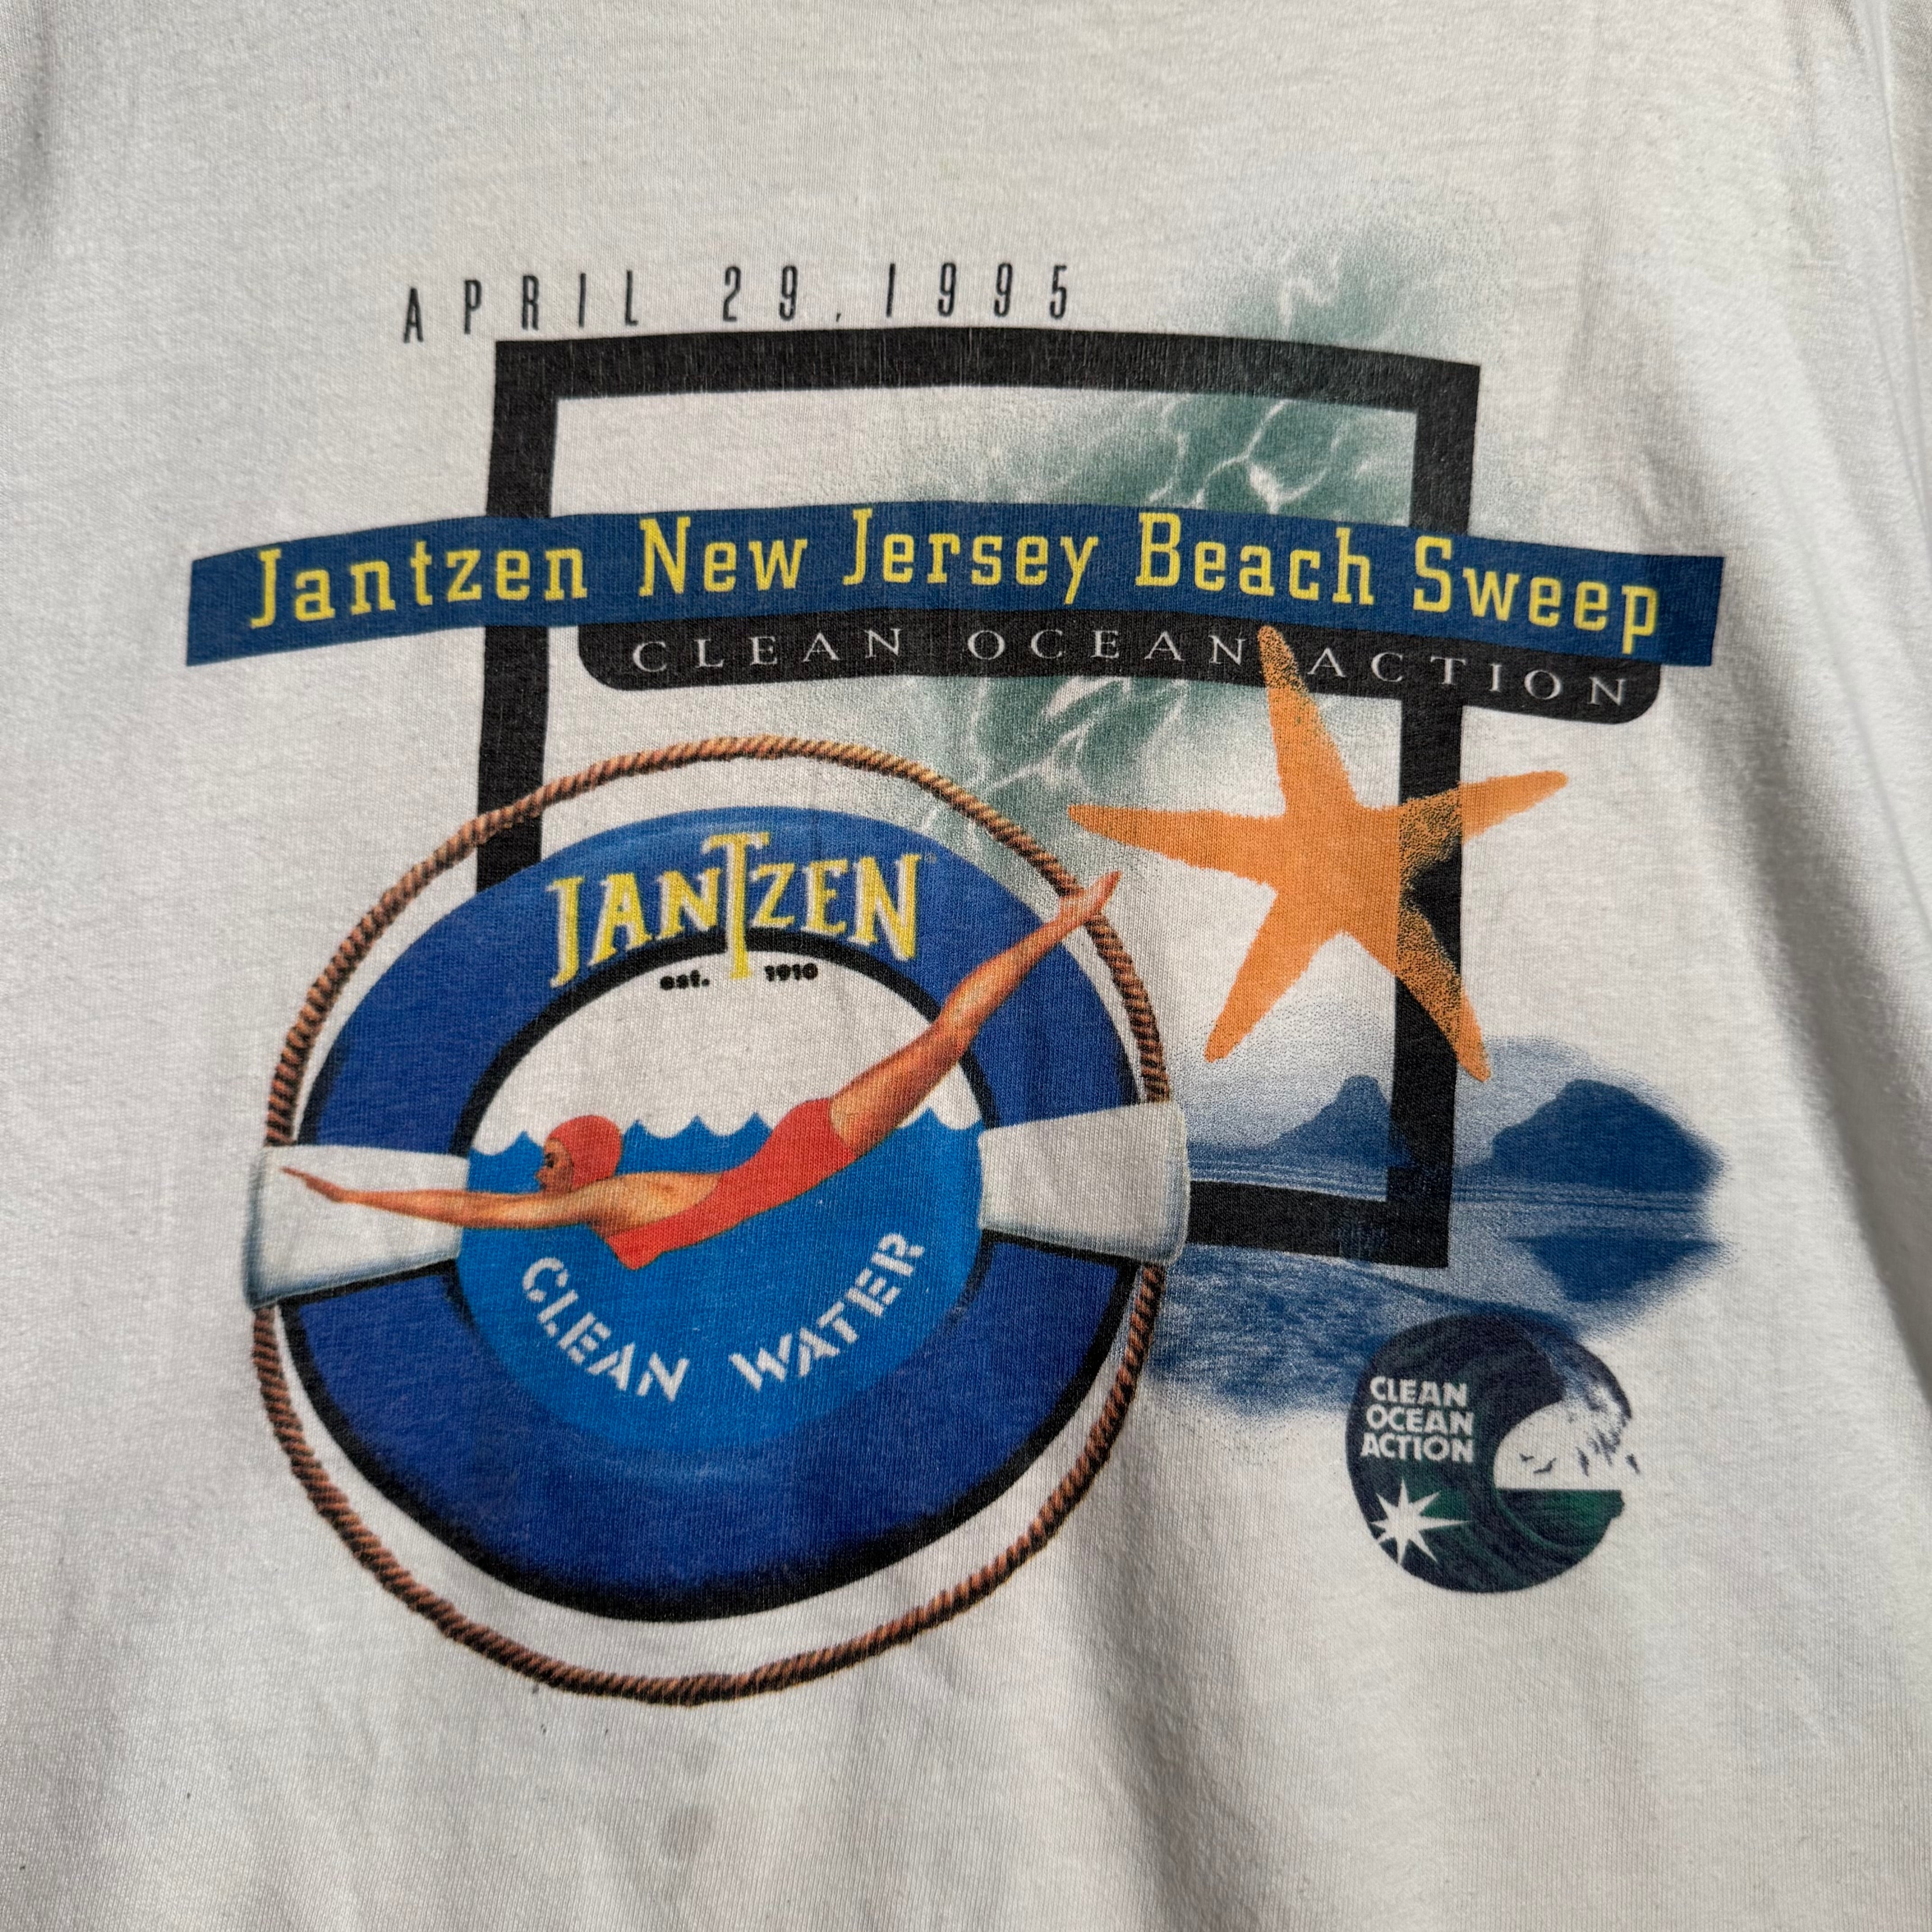 APRIL 29, 1995
Jantzen New Jersey Beach Sweep
CLEAN OCEAN ACTION
JANTZEN®
est. 1910
CLEAN WATER
CLEAN
OCEAN
ACTION